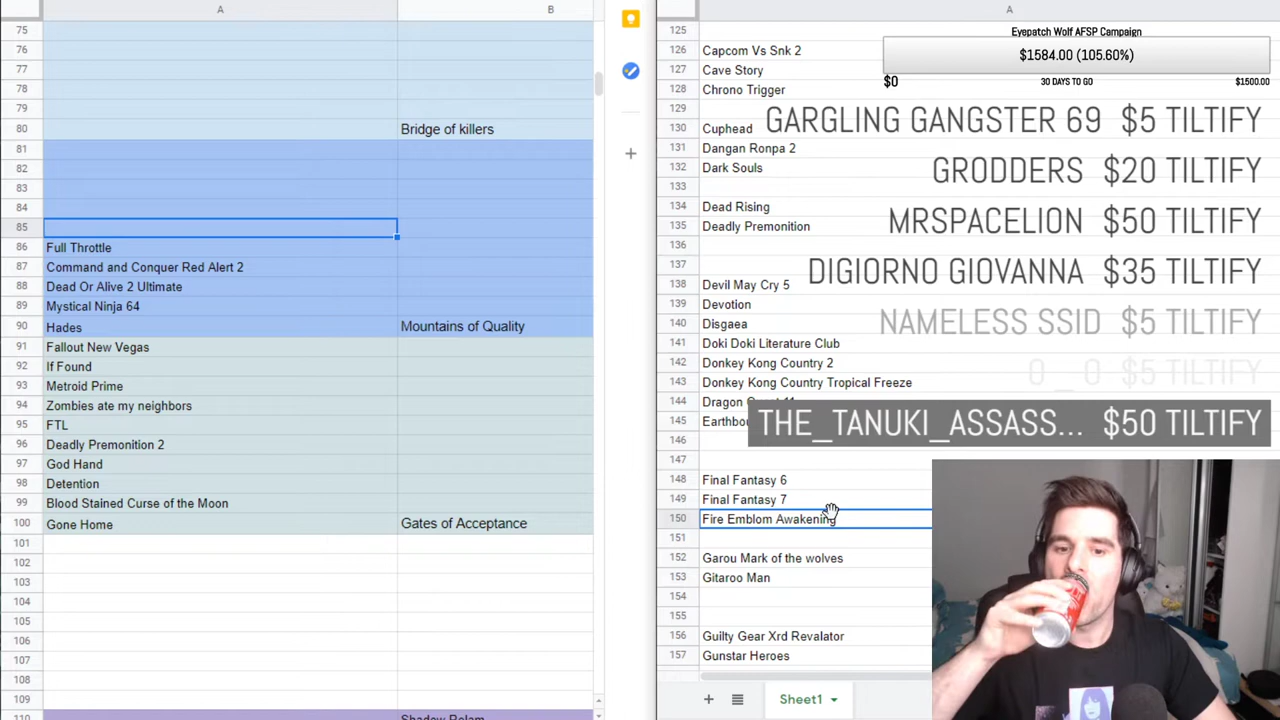 A
B
75
76
77
78
79
80 Bridge of killers
81
82
83
84
85
86 Full Throttle
87 Command and Conquer Red Alert 2
88 Dead Or Alive 2 Ultimate
89 Mystical Ninja 64
90 Hades Mountains of Quality
91 Fallout New Vegas
92 If Found
93 Metroid Prime
94 Zombies ate my neighbors
95 FTL
96 Deadly Premonition 2
97 God Hand
98 Detention
99 Blood Stained Curse of the Moon
100 Gone Home Gates of Acceptance
101
102
103
104
105
106
107
108
109
110 Shadow Relam
A
125
126 Capcom Vs Snk 2
127 Cave Story
128 Chrono Trigger
129
130 Cuphead
131 Dangan Ronpa 2
132 Dark Souls
133
134 Dead Rising
135 Deadly Premonition
136
137
138 Devil May Cry 5
139 Devotion
140 Disgaea
141 Doki Doki Literature Club
142 Donkey Kong Country 2
143 Donkey Kong Country Tropical Freeze
144 Dragon
145 Earthbou
146
147
148 Final Fantasy 6
149 Final Fantasy 7
150 Fire Emblom Awakening
151
152 Garou Mark of the wolves
153 Gitaroo Man
154
155
156 Guilty Gear Xrd Revalator
157 Gunstar Heroes
Sheet1
Eyepatch Wolf AFSP Campaign
$1584.00 (105.60%)
$0 30 DAYS TO GO $1500.00
GARGLING GANGSTER 69 $5 TILTIFY
GRODDERS $20 TILTIFY
MRSPACELION $50 TILTIFY
DIGIORNO GIOVANNA $35 TILTIFY
NAMELESS SSID $5 TILTIFY
0__0 $5 TILTIFY
THE_TANUKI_ASSASS... $50 TILTIFY